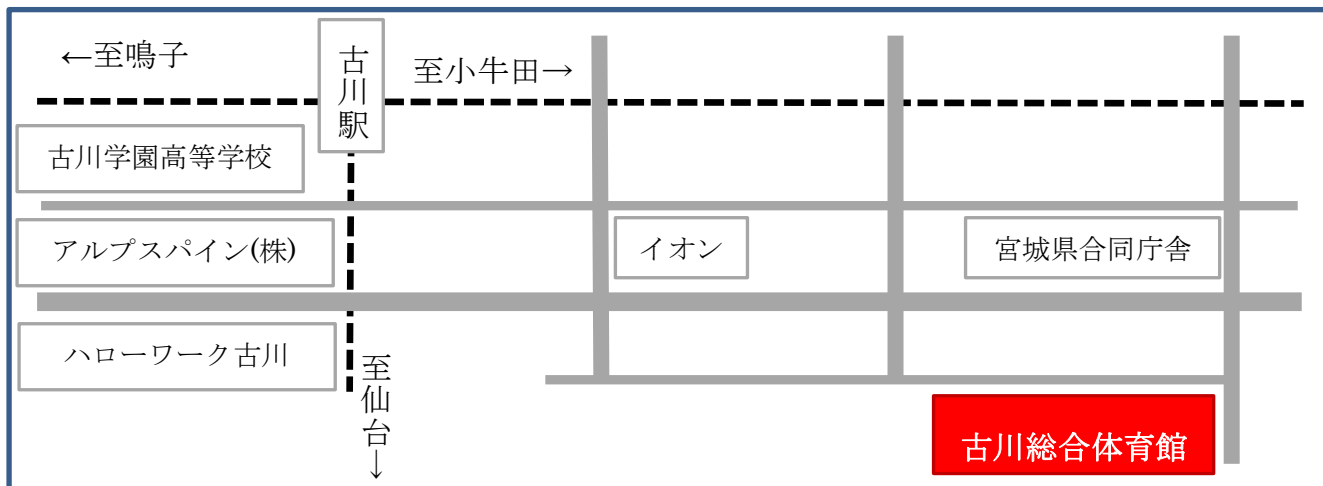 ←至鳴子
古川駅
至小牛田→
古川学園高等学校
アルプスパイン(株)
イオン
宮城県合同庁舎
ハローワーク古川
至仙台→
古川総合体育館